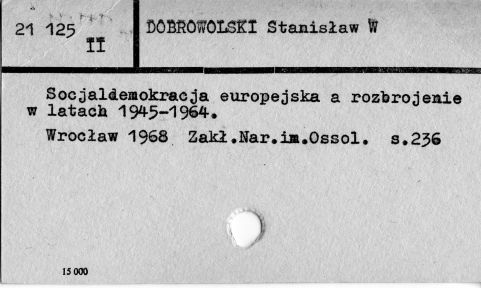 21 125
II
DOBROWOLSKI Stanisław W
Socjaldemokracja europejska a rozbrojenie
w latach 1945-1964.
Wrocław 1968 Zakł.Nar.im.Ossol. s.236
15 000